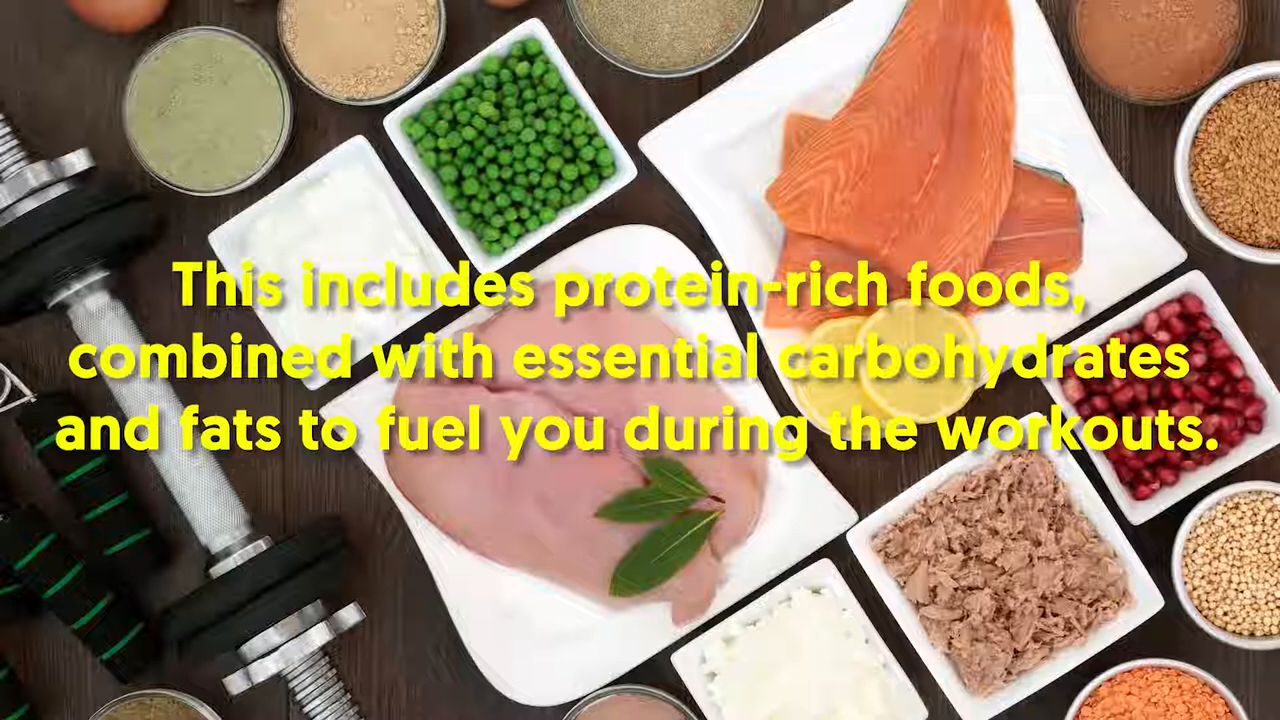 This includes protein-rich foods,
combined with essential carbohydrates
and fats to fuel you during the workouts.